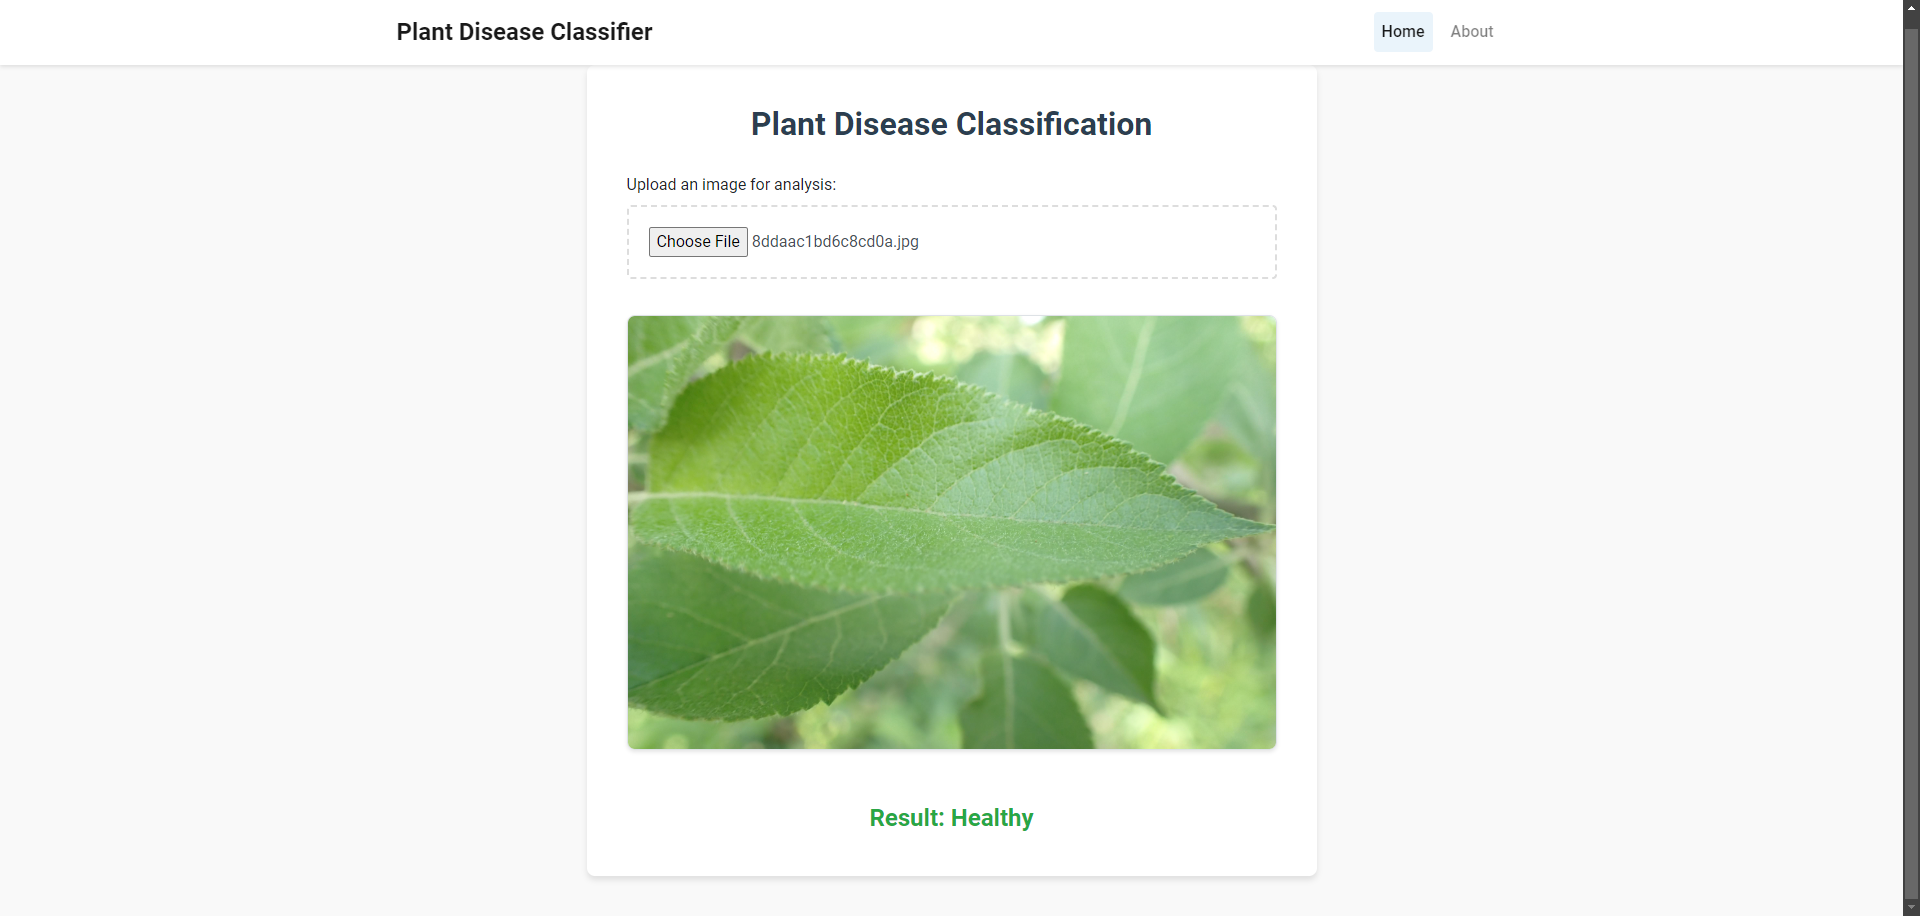 Plant Disease Classifier
Home
About
Plant Disease Classification
Upload an image for analysis:
Choose File 8ddaac1bd6c8cd0a.jpg
Result: Healthy